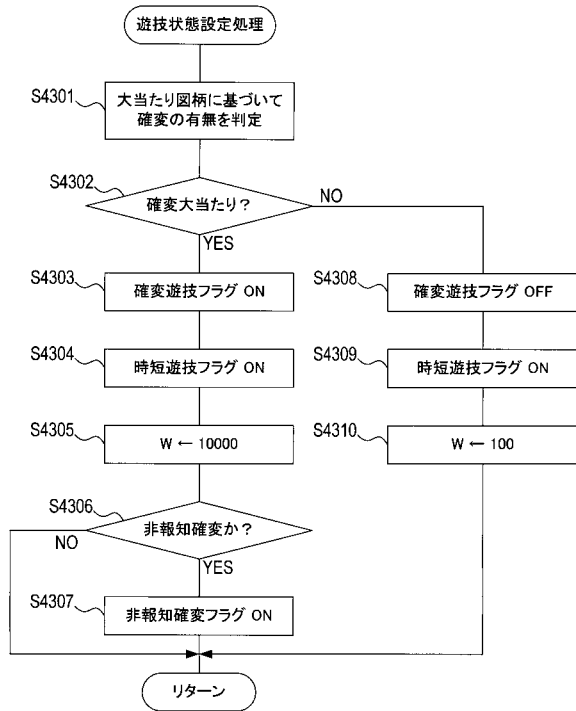 遊技状態設定処理
S4301
大当たり図柄に基づいて
確変の有無を判定
S4302
確変大当たり？
NO
YES
S4303
確変遊技フラグ ON
S4308
確変遊技フラグ OFF
S4304
時短遊技フラグ ON
S4309
時短遊技フラグ ON
S4305
W ← 10000
S4310
W ← 100
S4306
非報知確変か？
NO
YES
S4307
非報知確変フラグ ON
リターン